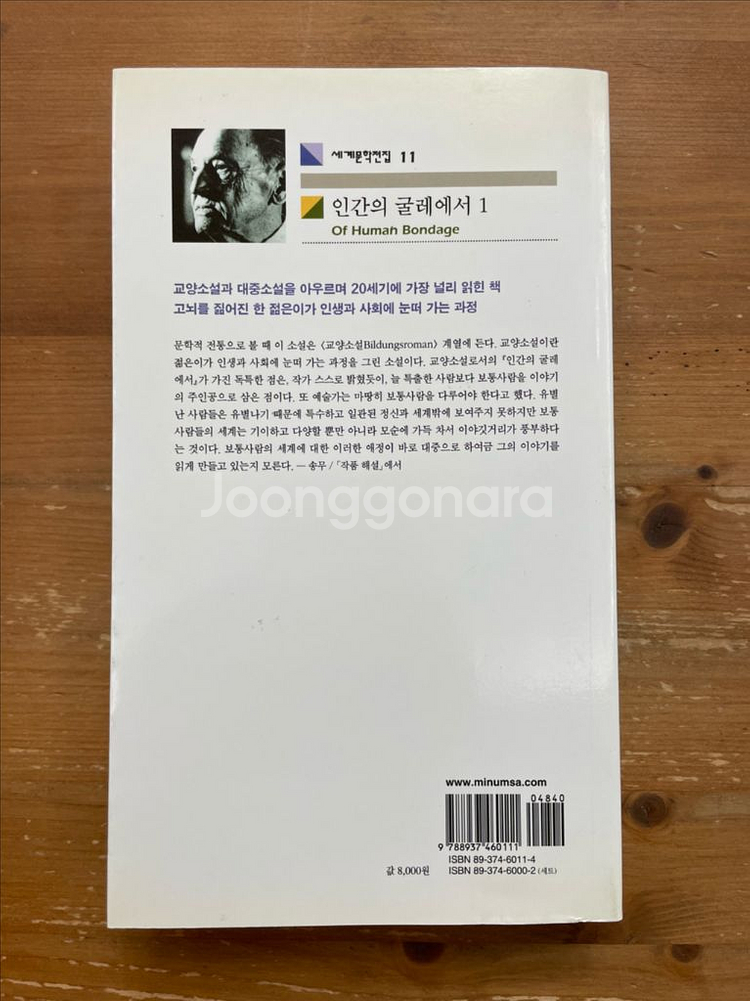 세계문학전집 11
인간의 굴레에서 1
Of Human Bondage
교양소설과 대중소설을 아우르며 20세기에 가장 널리 읽힌 책
고뇌를 짊어진 한 젊은이가 인생과 사회에 눈떠 가는 과정
문학적 전통으로 볼 때 이 소설은 〈교양소설Bildungsroman〉 계열에 든다. 교양소설이란
젊은이가 인생과 사회에 눈떠 가는 과정을 그린 소설이다. 교양소설로서의 『인간의 굴레
에서』가 가진 독특한 점은, 작가 스스로 밝혔듯이, 늘 특출한 사람보다 보통사람을 이야기
의 주인공으로 삼은 점이다. 또 예술가는 마땅히 보통사람을 다루어야 한다고 했다. 유별
난 사람들은 유별나기 때문에 특수하고 일관된 정신과 세계밖에 보여주지 못하지만 보통
사람들의 세계는 기이하고 다양할 뿐만 아니라 모순에 가득 차서 이야깃거리가 풍부하다
는 것이다. 보통사람의 세계에 대한 이러한 애정이 바로 대중으로 하여금 그의 이야기를
읽게 만들고 있는지 모른다. — 송무 / 「작품 해설」에서
Joonggonara
www.minumsa.com
04840
9 788937 460111
ISBN 89-374-6011-4
값 8,000원
ISBN 89-374-6000-2 (세트)